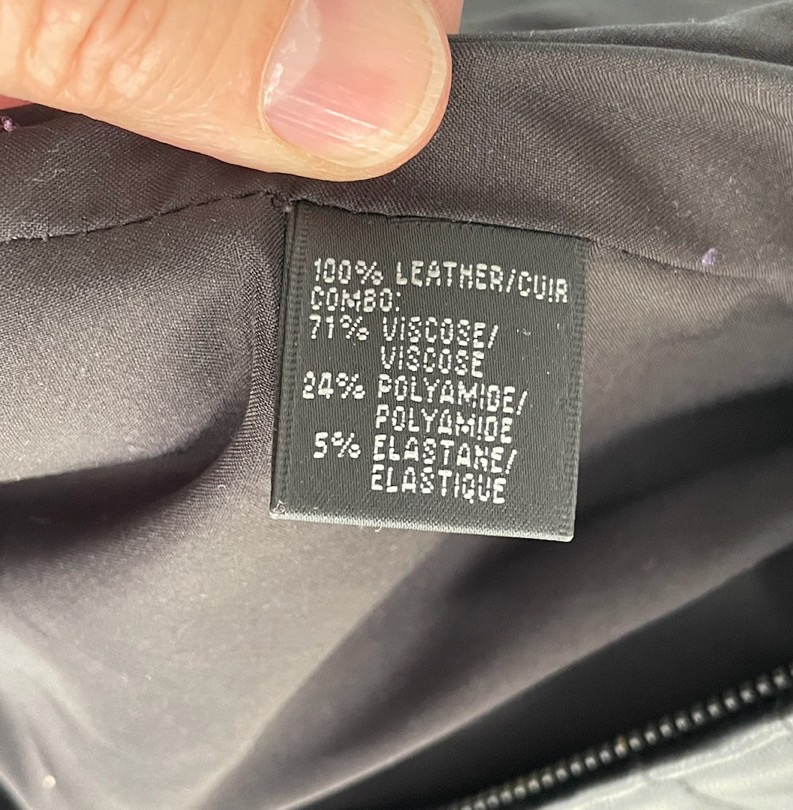 100% LEATHER/CUIR
COMBO:
71% VISCOSE/
VISCOSE
24% POLYAMIDE/
POLYAMIDE
5% ELASTANE/
ELASTIQUE